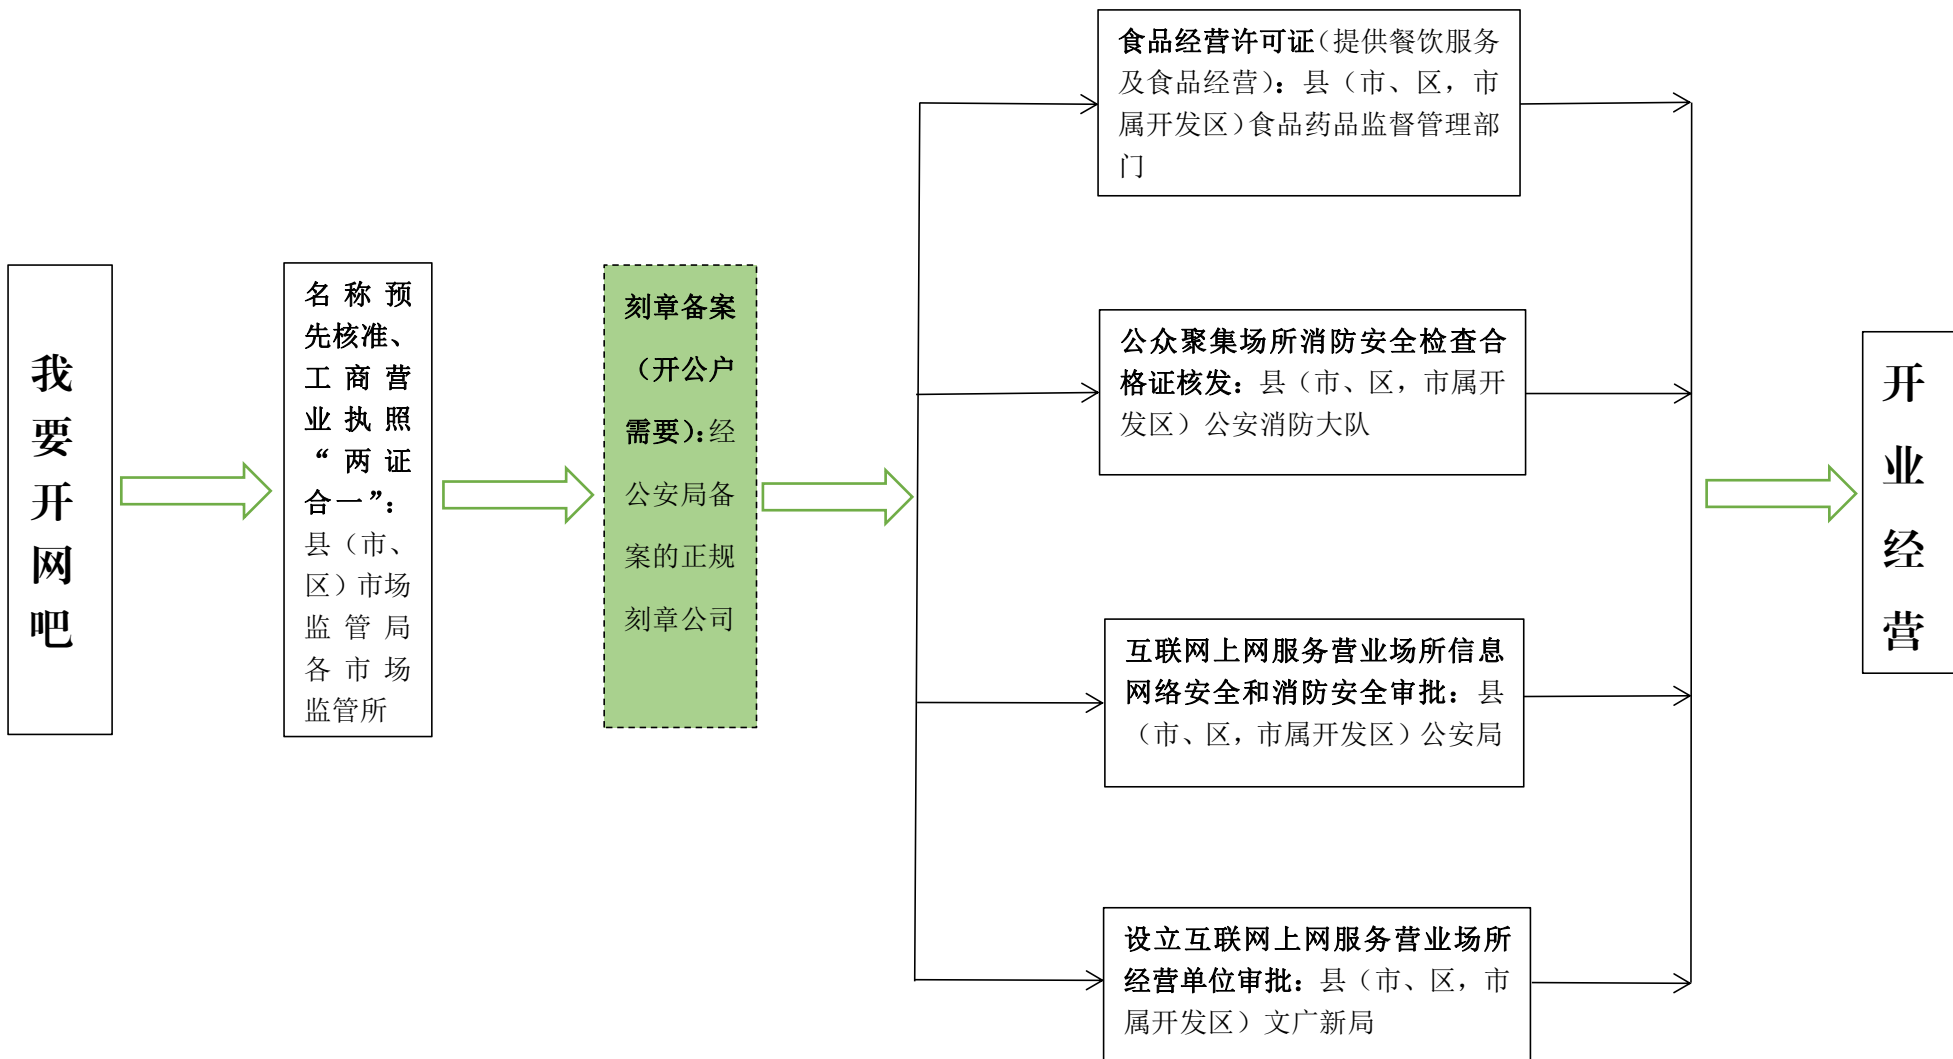 我
要
开
网
吧
名称预
先核准、
工商营
业执照
“两证
合一”：
县（市、
区）市场
监管局
各市场
监管所
刻章备案
（开公户
需要）：经
公安局备
案的正规
刻章公司
食品经营许可证（提供餐饮服务
及食品经营）：县（市、区，市
属开发区）食品药品监督管理部
门
公众聚集场所消防安全检查合
格证核发：县（市、区，市属开
发区）公安消防大队
互联网上网服务营业场所信息
网络安全和消防安全审批：县
（市、区，市属开发区）公安局
设立互联网上网服务营业场所
经营单位审批：县（市、区，市
属开发区）文广新局
开
业
经
营